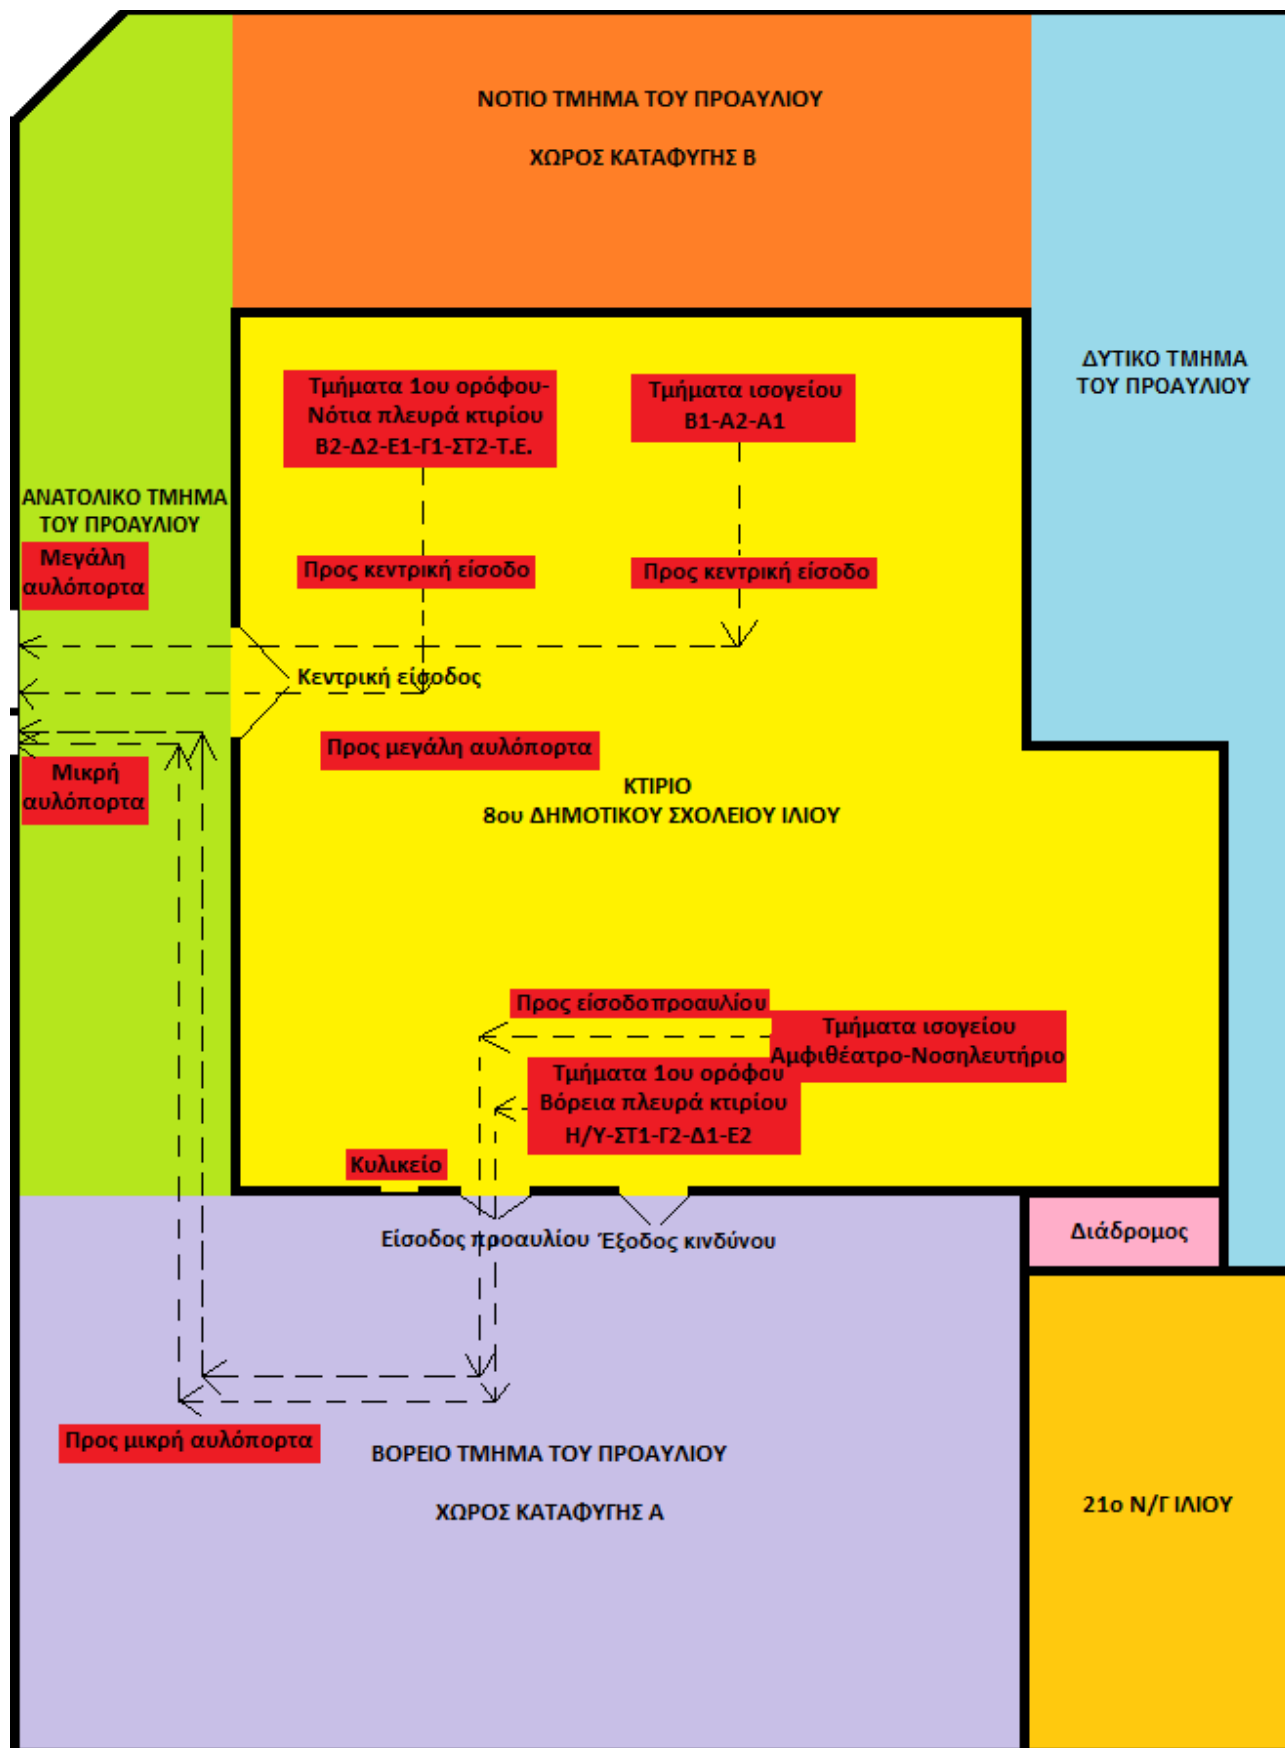 ΝΟΤΙΟ ΤΜΗΜΑ ΤΟΥ ΠΡΟΑΥΛΙΟΥ
ΧΩΡΟΣ ΚΑΤΑΦΥΓΗΣ Β
ΔΥΤΙΚΟ ΤΜΗΜΑ
ΤΟΥ ΠΡΟΑΥΛΙΟΥ
Τμήματα 1ου ορόφου-
Νότια πλευρά κτιρίου
Β2-Δ2-Ε1-Γ1-ΣΤ2-Τ.Ε.
Τμήματα ισογείου
Β1-Α2-Α1
ΑΝΑΤΟΛΙΚΟ ΤΜΗΜΑ
ΤΟΥ ΠΡΟΑΥΛΙΟΥ
Μεγάλη
αυλόπορτα
Προς κεντρική είσοδο
Προς κεντρική είσοδο
Κεντρική είσοδος
Προς μεγάλη αυλόπορτα
Μικρή
αυλόπορτα
ΚΤΙΡΙΟ
8ου ΔΗΜΟΤΙΚΟΥ ΣΧΟΛΕΙΟΥ ΙΛΙΟΥ
Προς είσοδο προαυλίου
Τμήματα ισογείου
Αμφιθέατρο-Νοσηλευτήριο
Τμήματα 1ου ορόφου
Βόρεια πλευρά κτιρίου
Η/Υ-ΣΤ1-Γ2-Δ1-Ε2
Κυλικείο
Είσοδος προαυλίου
Έξοδος κινδύνου
Διάδρομος
Προς μικρή αυλόπορτα
ΒΟΡΕΙΟ ΤΜΗΜΑ ΤΟΥ ΠΡΟΑΥΛΙΟΥ
ΧΩΡΟΣ ΚΑΤΑΦΥΓΗΣ Α
21ο Ν/Γ ΙΛΙΟΥ